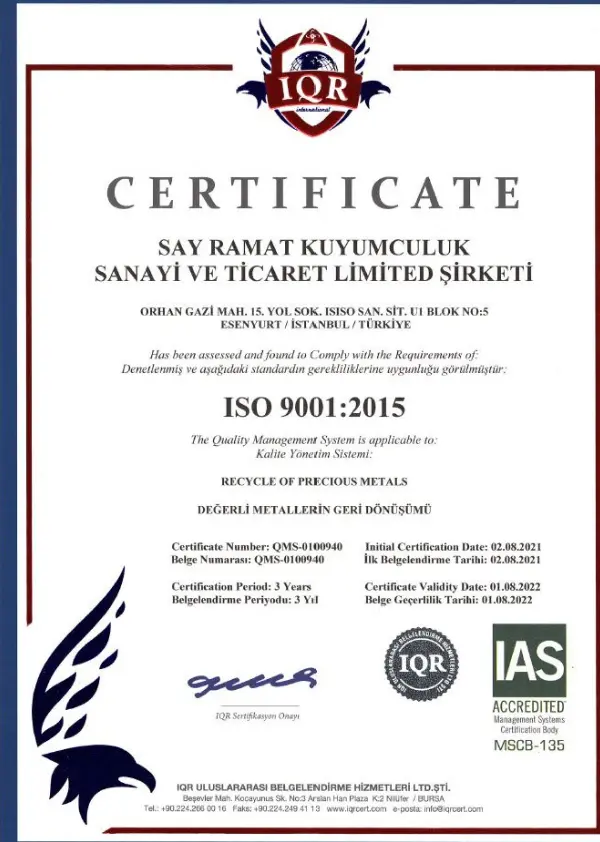 IQR
international
CERTIFICATE
SAY RAMAT KUYUMCULUK
SANAYİ VE TİCARET LİMİTED ŞİRKETİ
ORHAN GAZİ MAH. 15. YOL SOK. ISISO SAN. SİT. U1 BLOK NO:5
ESENYURT / İSTANBUL / TÜRKİYE
Has been assessed and found to Comply with the Requirements of:
Denetlenmiş ve aşağıdaki standardın gerekliliklerine uygunluğu görülmüştür:
ISO 9001:2015
The Quality Management System is applicable to:
Kalite Yönetim Sistemi:
RECYCLE OF PRECIOUS METALS
DEĞERLİ METALLERİN GERİ DÖNÜŞÜMÜ
Certificate Number: QMS-0100940 Initial Certification Date: 02.08.2021
Belge Numarası: QMS-0100940 İlk Belgelendirme Tarihi: 02.08.2021
Certification Period: 3 Years Certificate Validity Date: 01.08.2022
Belgelendirme Periyodu: 3 Yıl Belge Geçerlilik Tarihi: 01.08.2022
IQR Sertifikasyon Onayı
IQR ULUSLARARASI BELGELENDİRME HİZMETLERİ LTD.ŞTİ.
IQR
IAS
ACCREDITED
Management Systems
Certification Body
MSCB-135
IQR ULUSLARARASI BELGELENDİRME HİZMETLERİ LTD.ŞTİ.
Beşevler Mah. Kocayunus Sk. No:3 Arslan Han Plaza K:2 Nilüfer / BURSA
Tel.: +90.224.266 00 16 Faks: +90.224.249 41 13 www.iqrcert.com e-posta: info@iqrcert.com